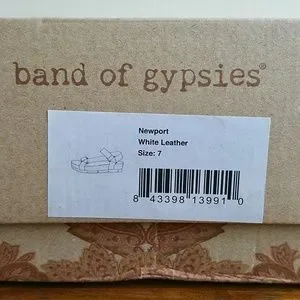 band of gypsies®
Newport
White Leather
Size: 7
8 43398 13991 0